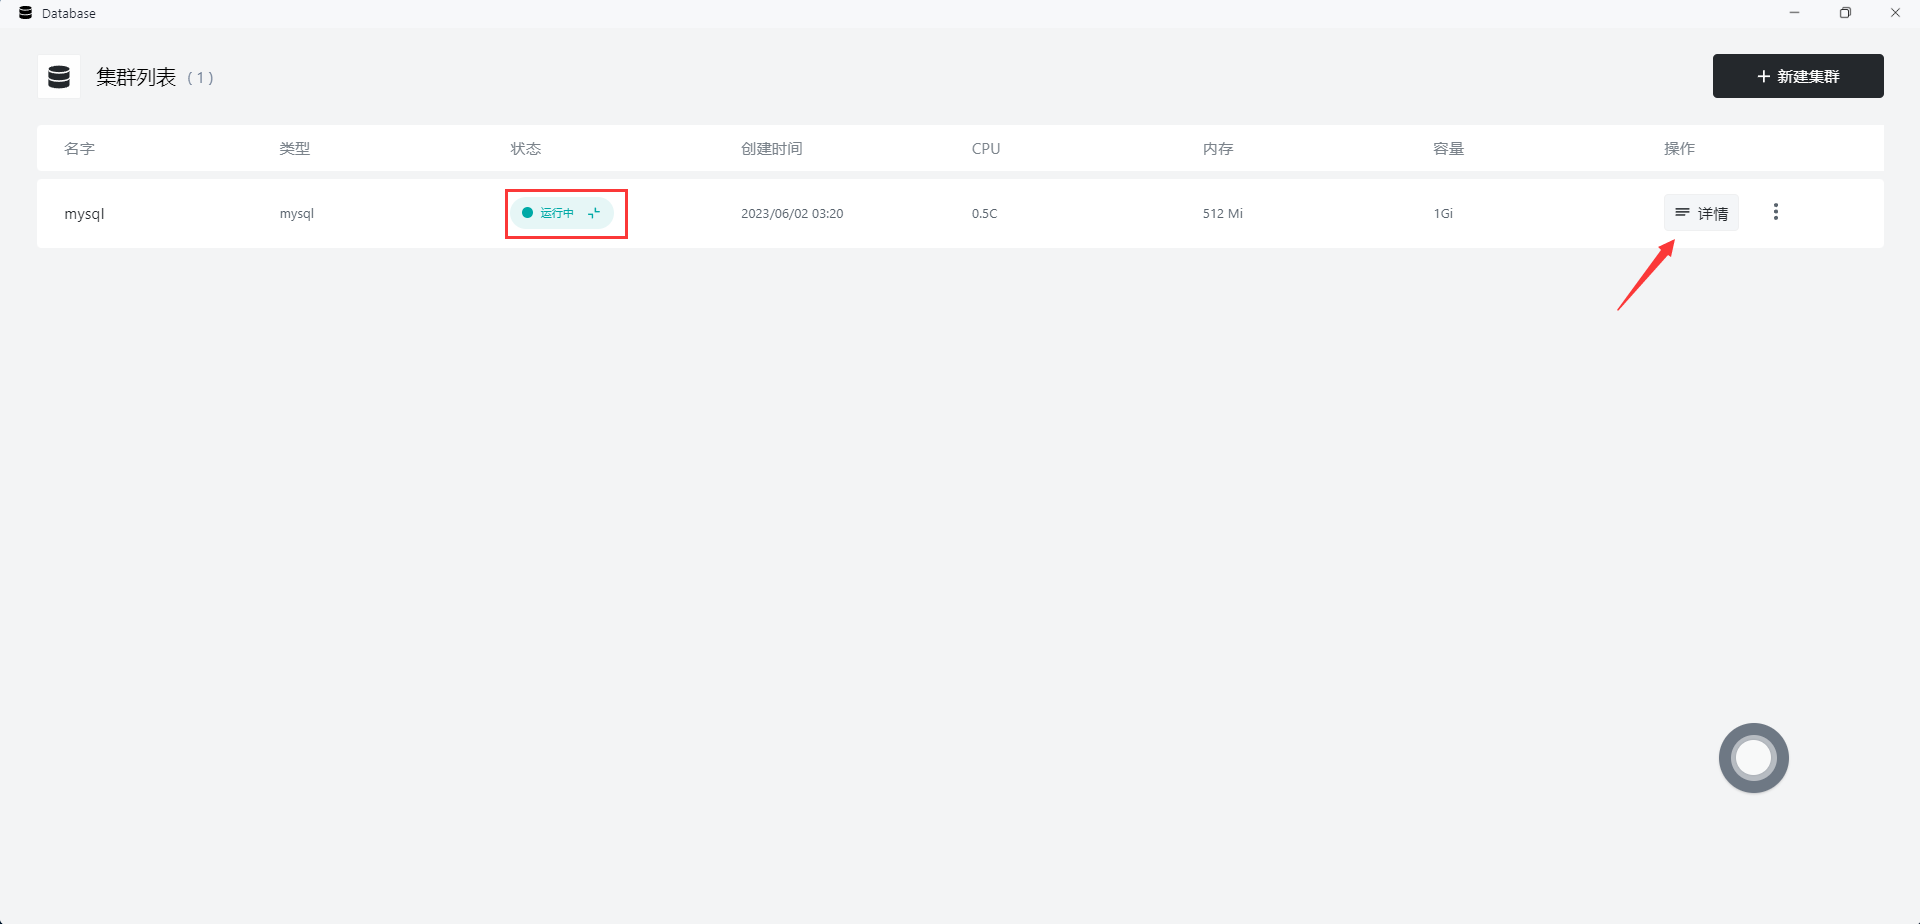 Database
集群列表 ( 1 )
新建集群
名字 类型 状态 创建时间 CPU 内存 容量 操作
mysql mysql 运行中 2023/06/02 03:20 0.5C 512 Mi 1Gi 详情